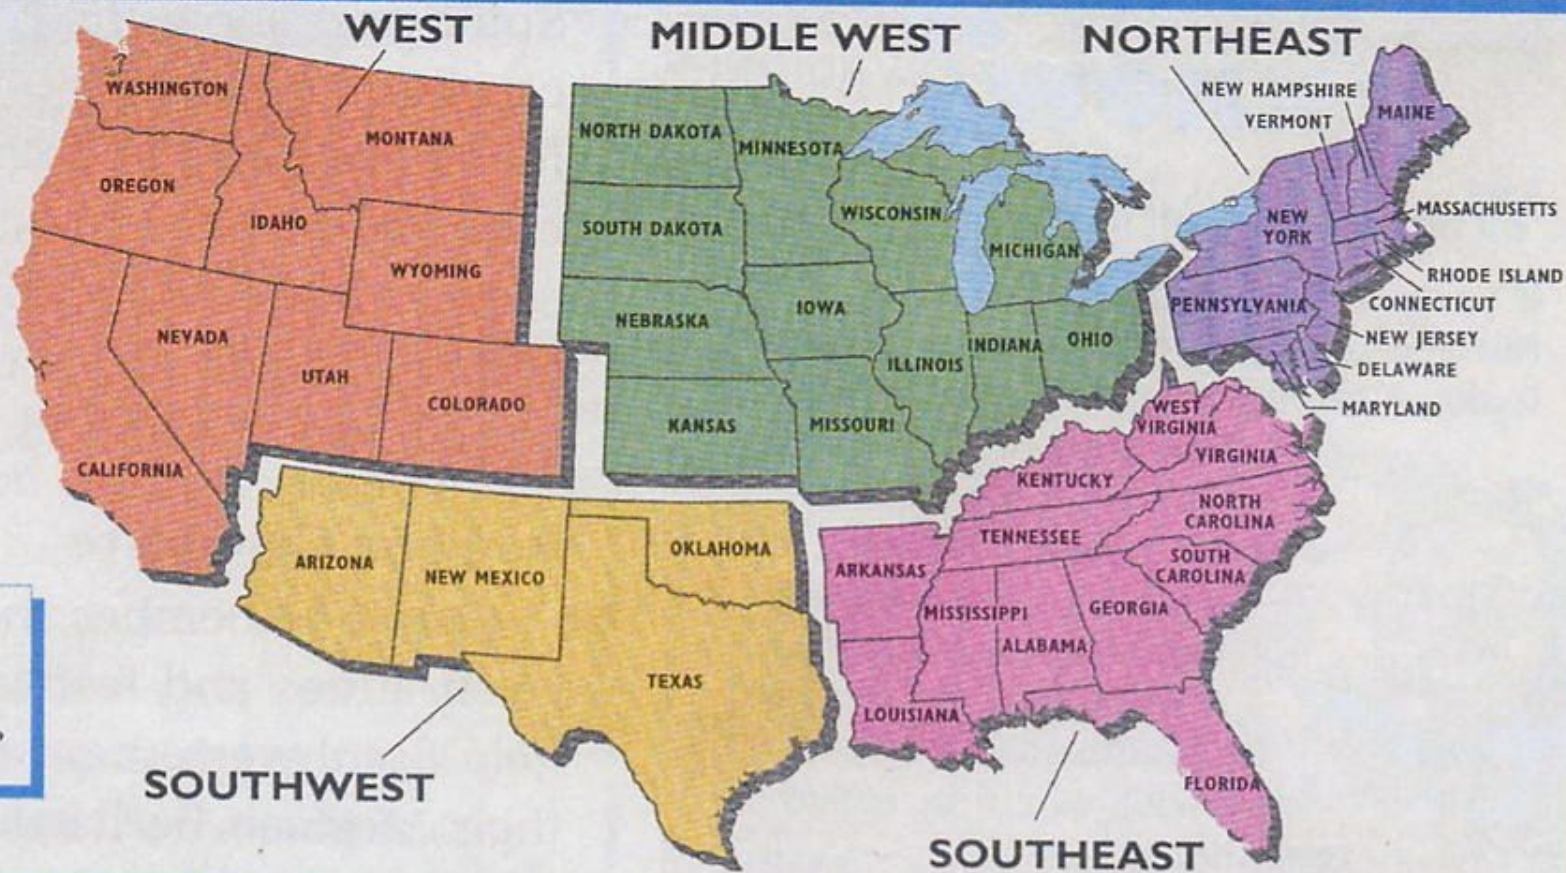 WEST
MIDDLE WEST
NORTHEAST
WASHINGTON
MONTANA
OREGON
IDAHO
WYOMING
NEVADA
UTAH
COLORADO
CALIFORNIA
NORTH DAKOTA
MINNESOTA
SOUTH DAKOTA
WISCONSIN
MICHIGAN
NEBRASKA
IOWA
ILLINOIS
INDIANA
OHIO
KANSAS
MISSOURI
NEW HAMPSHIRE
VERMONT
MAINE
NEW
YORK
MASSACHUSETTS
RHODE ISLAND
CONNECTICUT
PENNSYLVANIA
NEW JERSEY
DELAWARE
MARYLAND
ARIZONA
NEW MEXICO
OKLAHOMA
TEXAS
SOUTHWEST
WEST
VIRGINIA
VIRGINIA
KENTUCKY
NORTH
CAROLINA
TENNESSEE
SOUTH
CAROLINA
ARKANSAS
MISSISSIPPI
ALABAMA
GEORGIA
LOUISIANA
FLORIDA
SOUTHEAST